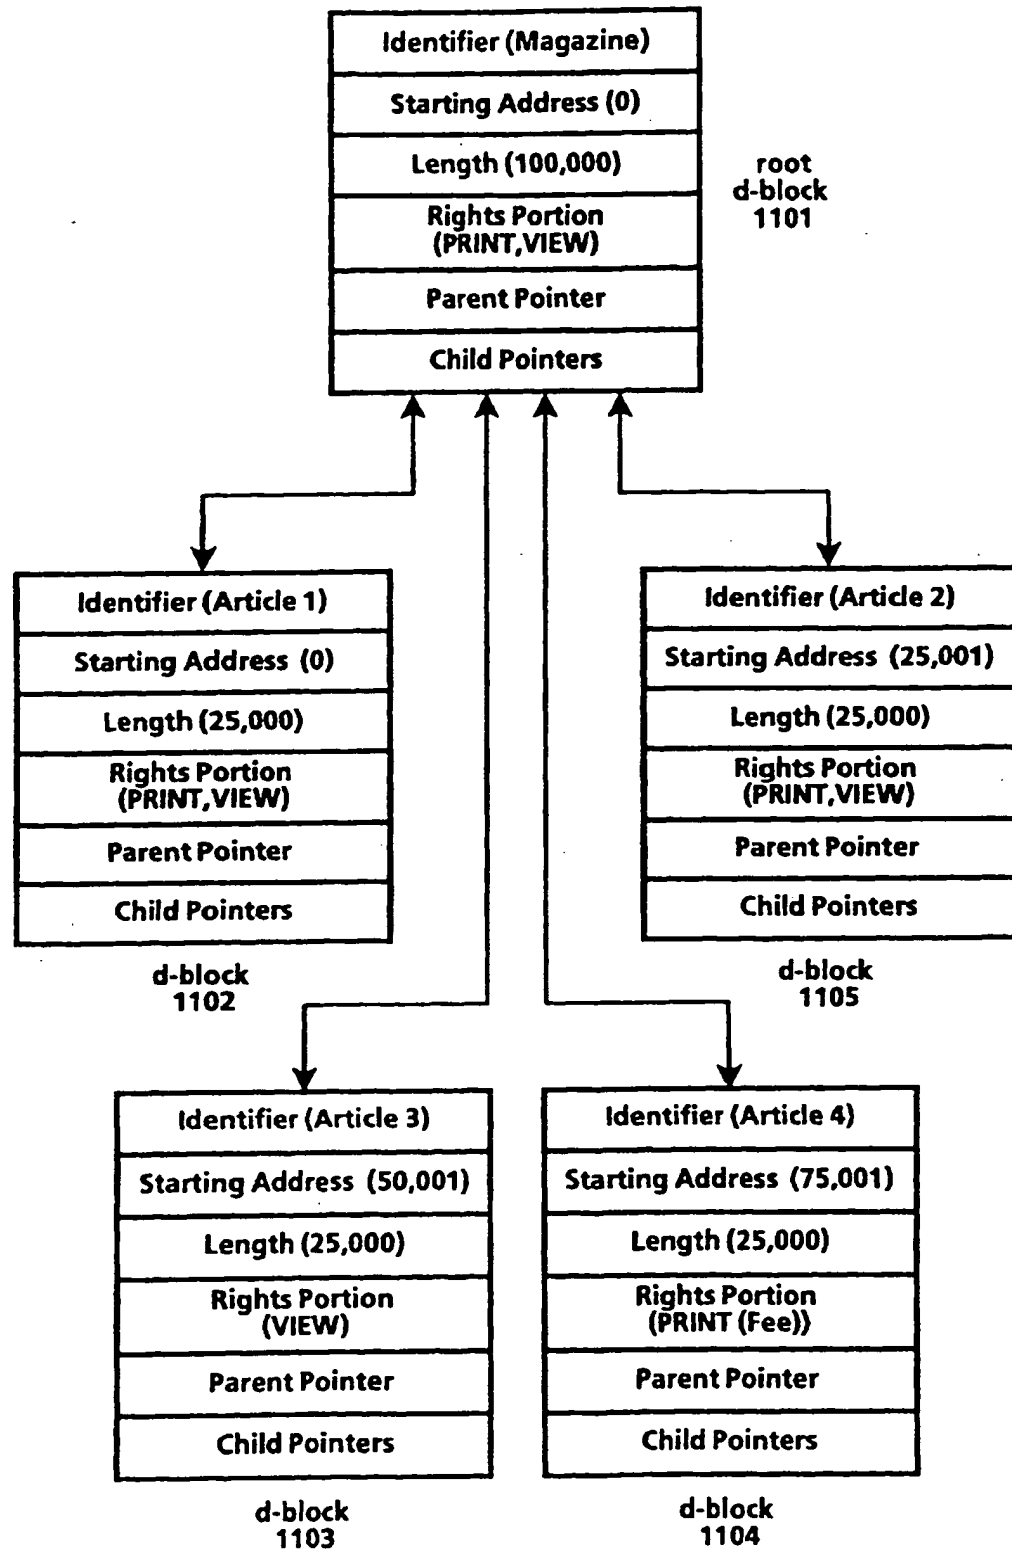 Identifier (Magazine)
Starting Address (0)
Length (100,000)
Rights Portion
(PRINT,VIEW)
Parent Pointer
Child Pointers
root
d-block
1101
Identifier (Article 1)
Starting Address (0)
Length (25,000)
Rights Portion
(PRINT,VIEW)
Parent Pointer
Child Pointers
d-block
1102
Identifier (Article 2)
Starting Address (25,001)
Length (25,000)
Rights Portion
(PRINT,VIEW)
Parent Pointer
Child Pointers
d-block
1105
Identifier (Article 3)
Starting Address (50,001)
Length (25,000)
Rights Portion
(VIEW)
Parent Pointer
Child Pointers
d-block
1103
Identifier (Article 4)
Starting Address (75,001)
Length (25,000)
Rights Portion
(PRINT (Fee))
Parent Pointer
Child Pointers
d-block
1104